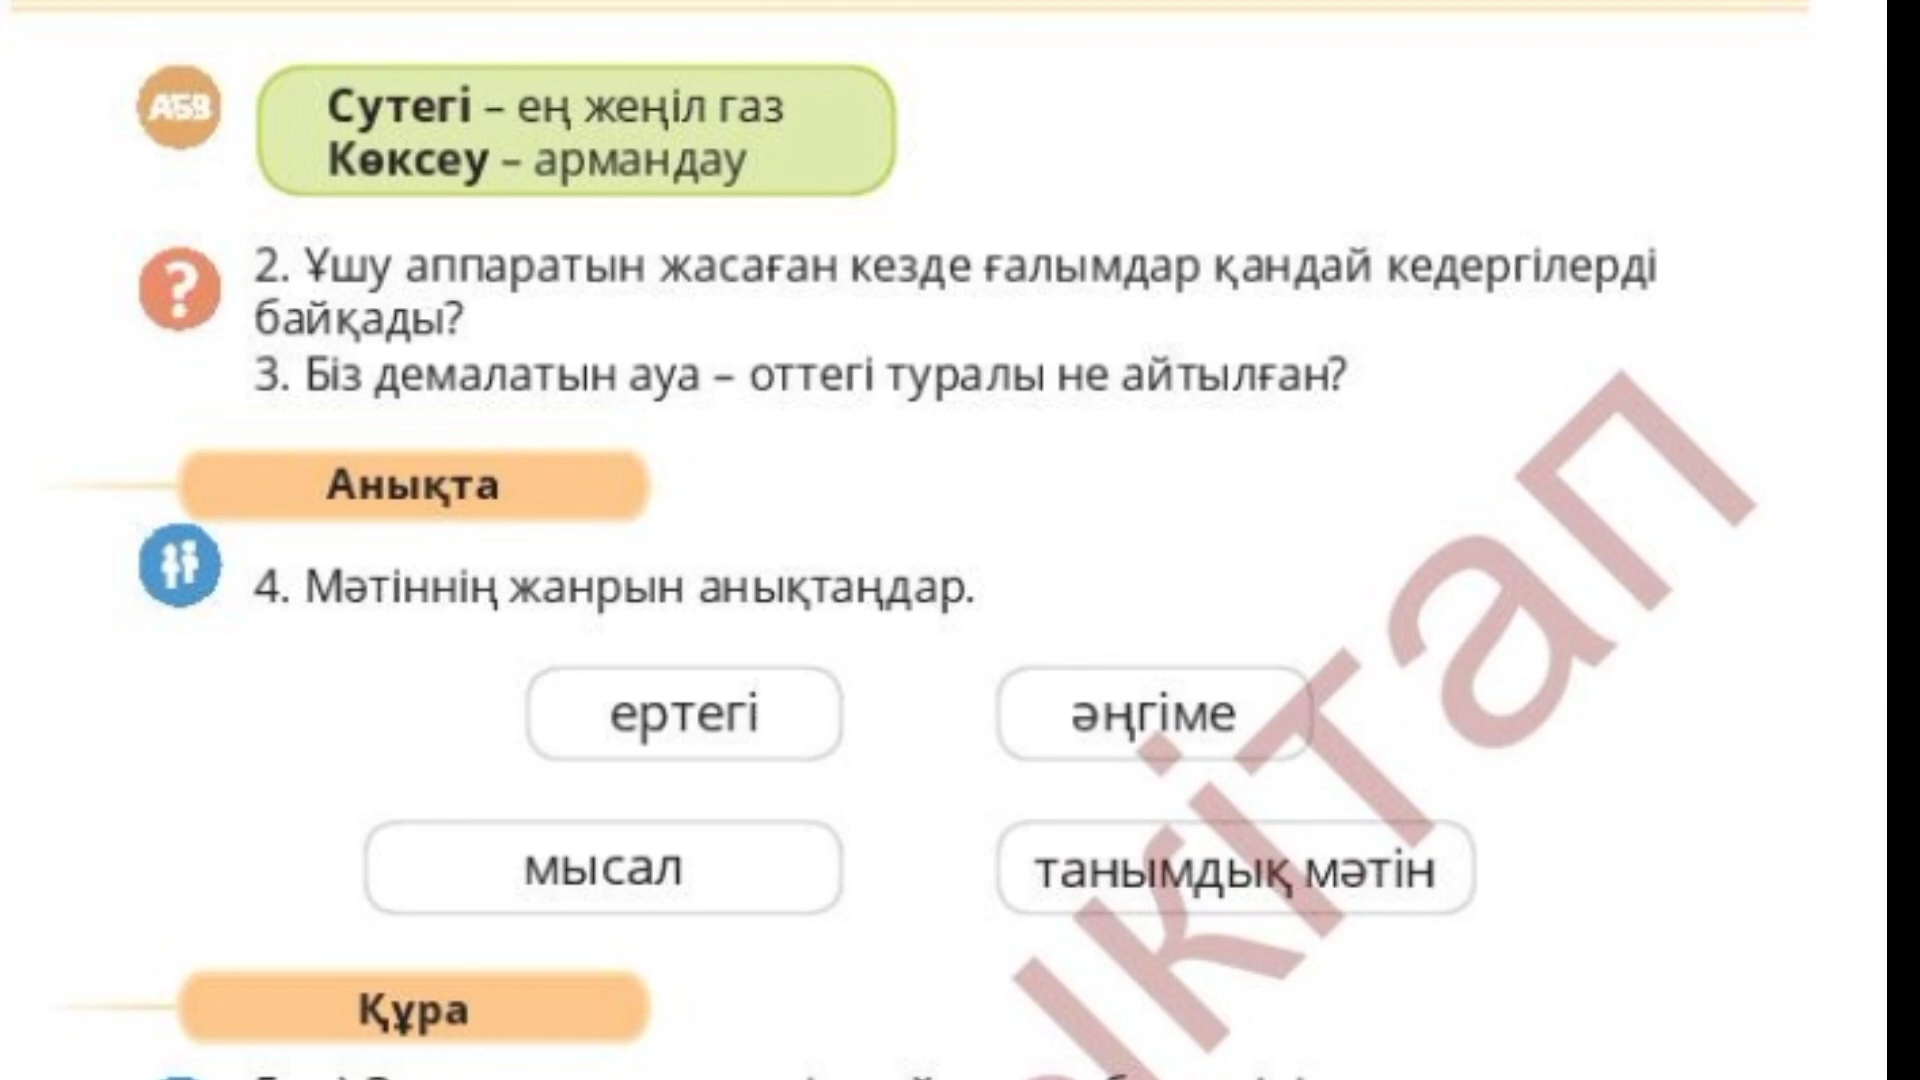 АБВ
Сутегі – ең жеңіл газ
Көксеу – армандау
2. Ұшу аппаратын жасаған кезде ғалымдар қандай кедергілерді
байқады?
3. Біз демалатын ауа – оттегі туралы не айтылған?
Анықта
4. Мәтіннің жанрын анықтаңдар.
ертегі
әңгіме
мысал
танымдық мәтін
Құра